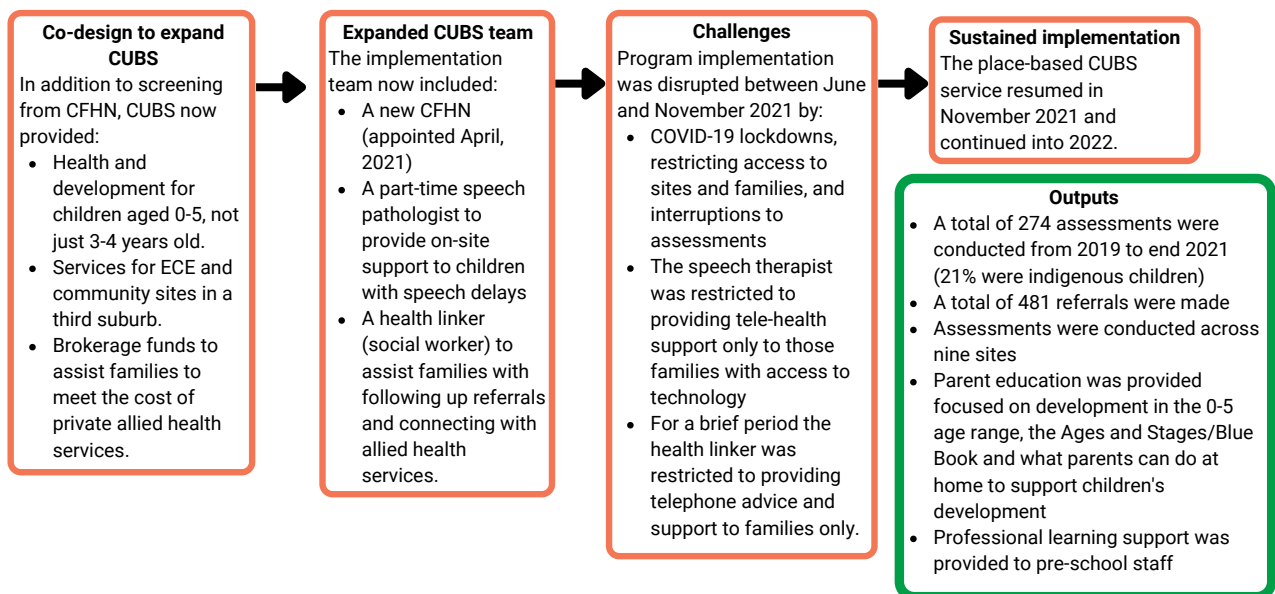 Co-design to expand
CUBS
In addition to screening
from CFHN, CUBS now
provided:
• Health and
development for
children aged 0-5, not
just 3-4 years old.
• Services for ECE and
community sites in a
third suburb.
• Brokerage funds to
assist families to
meet the cost of
private allied health
services.
Expanded CUBS team
The implementation
team now included:
• A new CFHN
(appointed April,
2021)
• A part-time speech
pathologist to
provide on-site
support to children
with speech delays
• A health linker
(social worker) to
assist families with
following up referrals
and connecting with
allied health
services.
Challenges
Program implementation
was disrupted between June
and November 2021 by:
• COVID-19 lockdowns,
restricting access to
sites and families, and
interruptions to
assessments
• The speech therapist
was restricted to
providing tele-health
support only to those
families with access to
technology
• For a brief period the
health linker was
restricted to providing
telephone advice and
support to families only.
Sustained implementation
The place-based CUBS
service resumed in
November 2021 and
continued into 2022.
Outputs
• A total of 274 assessments were
conducted from 2019 to end 2021
(21% were indigenous children)
• A total of 481 referrals were made
• Assessments were conducted across
nine sites
• Parent education was provided
focused on development in the 0-5
age range, the Ages and Stages/Blue
Book and what parents can do at
home to support children's
development
• Professional learning support was
provided to pre-school staff